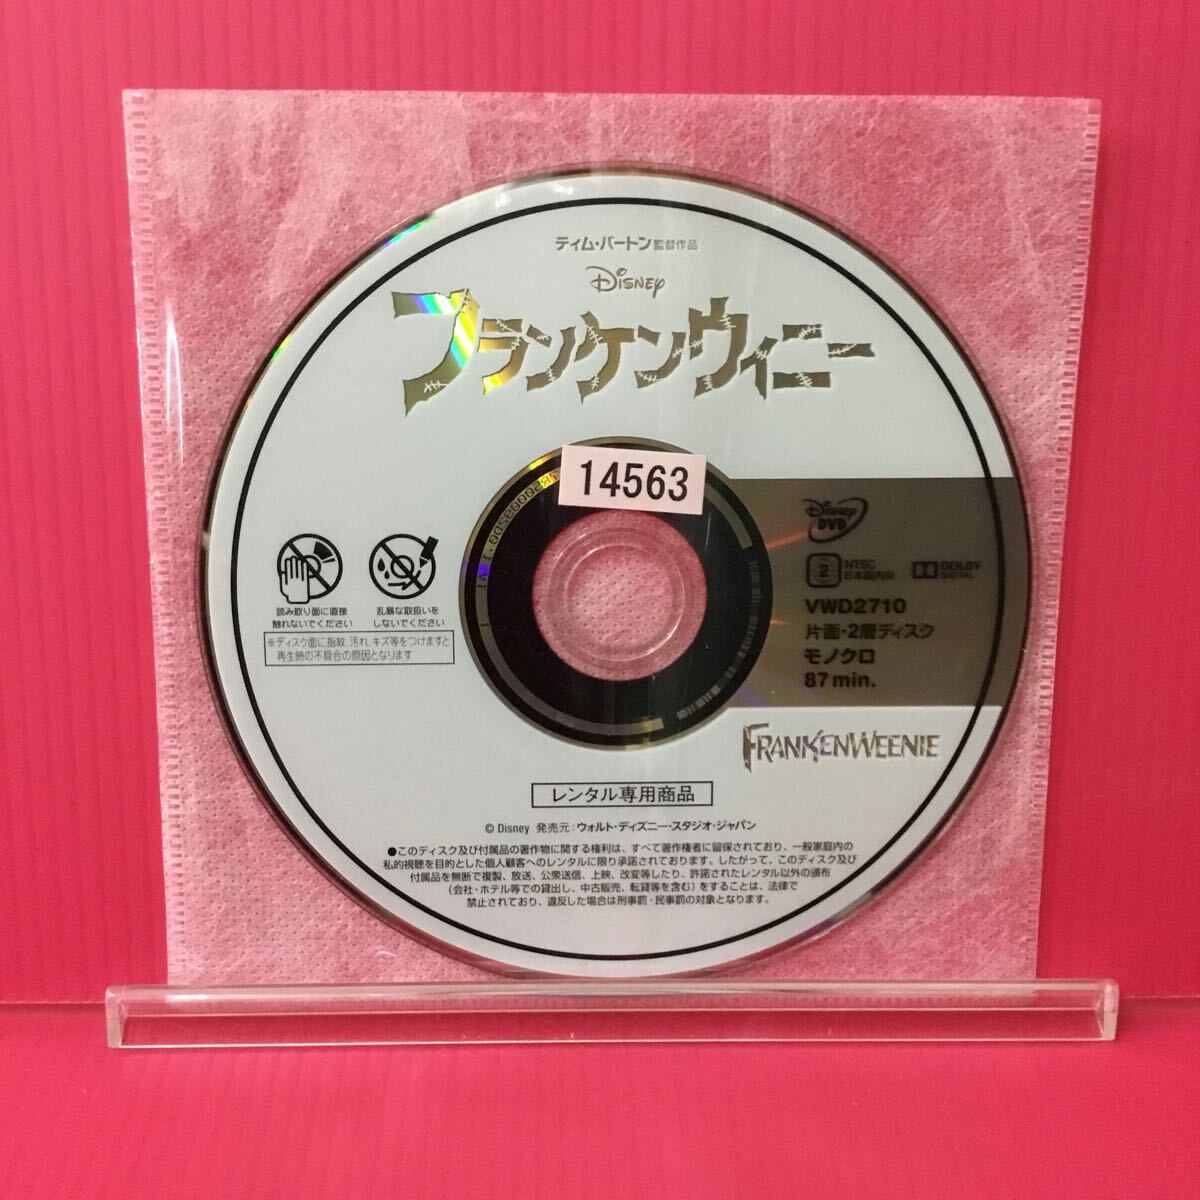 ティム・バートン監督作品
DISNEY
フランケンウィニー
14563
DISNEY
DVD
2
NTSC
日本国内向
DOLBY
DIGITAL
VWD2710
片面・2層ディスク
モノクロ
87 min.
読み取り面に直接
触れないでください
乱暴な取扱いを
しないでください
※ディスク面に指紋、汚れ、キズ等をつけますと
再生時の不具合の原因となります
FRANKENWEENIE
レンタル専用商品
© Disney 発売元：ウォルト・ディズニー・スタジオ・ジャパン
●このディスク及び付属品の著作物に関する権利は、すべて著作権者に留保されており、一般家庭内の
私的視聴を目的とした個人顧客へのレンタルに限り承諾されております。したがって、このディスク及び
付属品を無断で複製、放送、公衆送信、上映、改変等したり、許諾されたレンタル以外の頒布
（会社・ホテル等での貸出し、中古販売、転貸等を含む）をすることは、法律で
禁止されており、違反した場合は刑事罰・民事罰の対象となります。